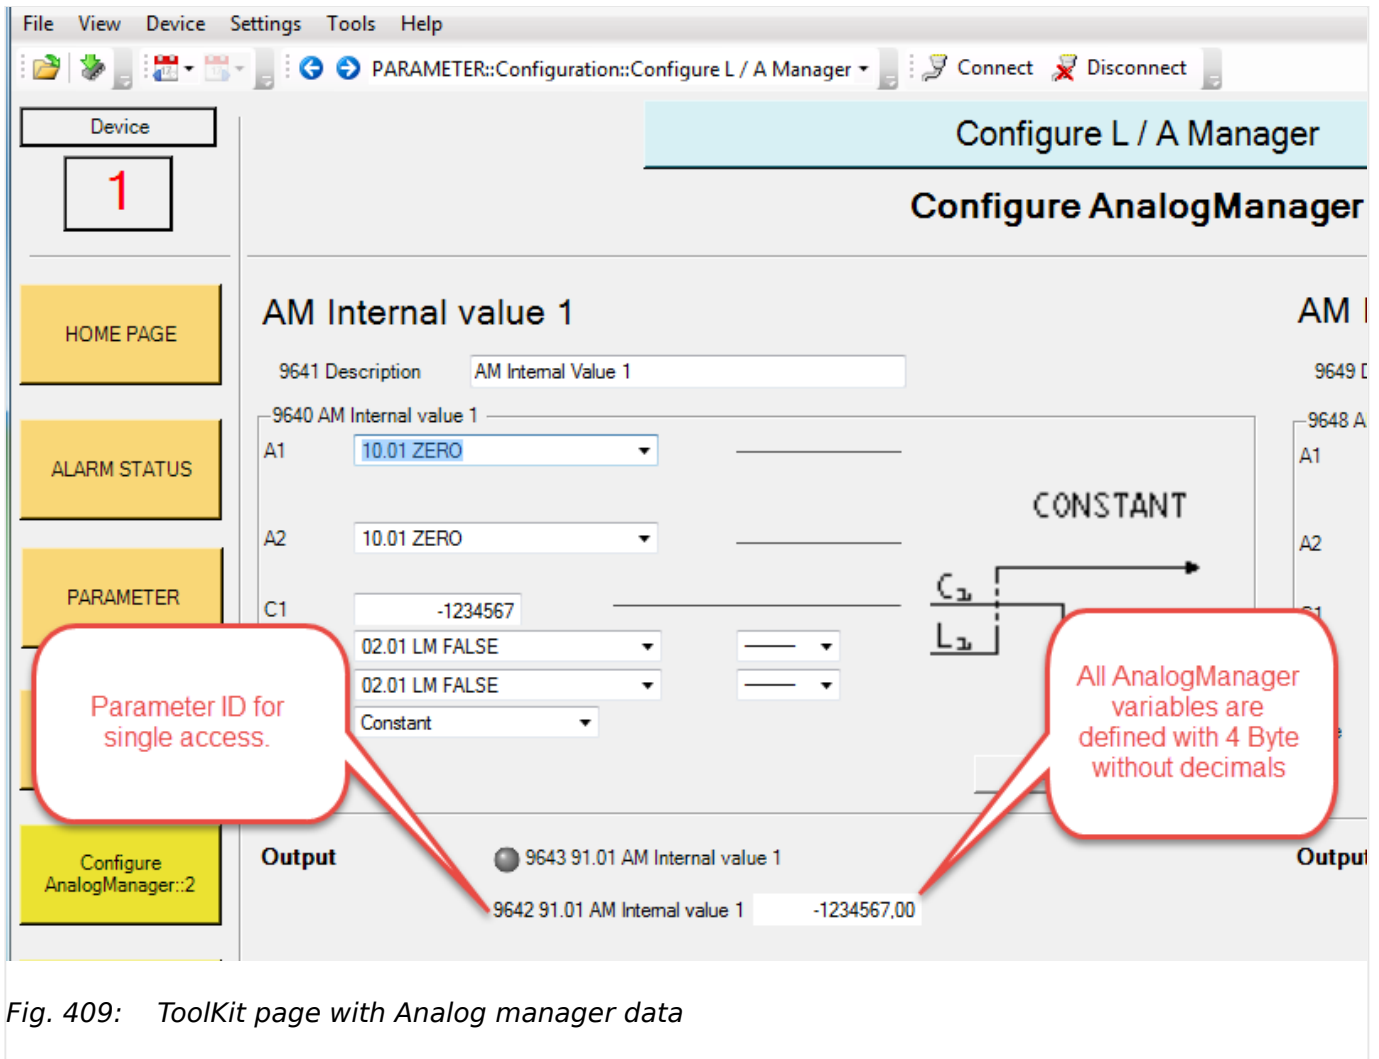 File View Device Settings Tools Help
PARAMETER::Configuration::Configure L / A Manager Connect Disconnect
Device
1
Configure L / A Manager
Configure AnalogManager
HOME PAGE
ALARM STATUS
PARAMETER
Configure
AnalogManager::2
AM Internal value 1
9641 Description AM Internal Value 1
9640 AM Internal value 1
A1 10.01 ZERO
A2 10.01 ZERO
C1 -1234567
02.01 LM FALSE
02.01 LM FALSE
Constant
CONSTANT
C1
L1
AM
9649
9648 A
A1
A2
C1
Parameter ID for
single access.
All AnalogManager
variables are
defined with 4 Byte
without decimals
Output 9643 91.01 AM Internal value 1
9642 91.01 AM Internal value 1 -1234567,00
Output
Fig. 409: ToolKit page with Analog manager data